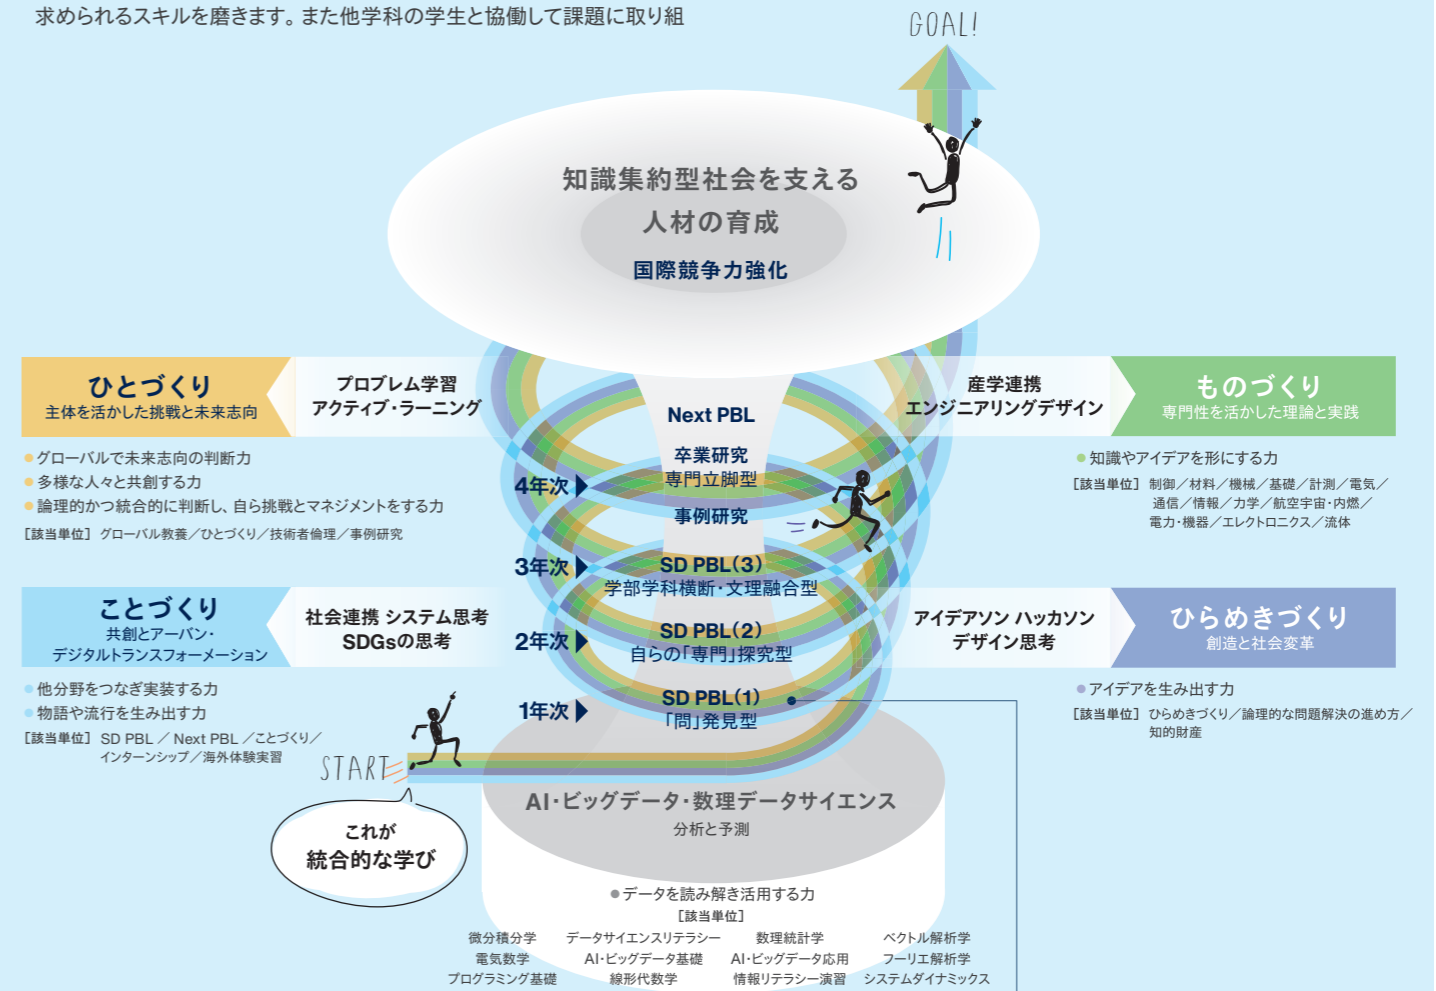 求められるスキルを磨きます。また他学科の学生と協働して課題に取り組
GOAL!
知識集約型社会を支える
人材の育成
国際競争力強化
ひとづくり
主体を活かした挑戦と未来志向
プロブレム学習
アクティブ・ラーニング
●グローバルで未来志向の判断力
●多様な人々と共創する力
●論理的かつ統合的に判断し、自ら挑戦とマネジメントをする力
[該当単位] グローバル教養／ひとづくり／技術者倫理／事例研究
産学連携
エンジニアリングデザイン
ものづくり
専門性を活かした理論と実践
●知識やアイデアを形にする力
[該当単位] 制御／材料／機械／基礎／計測／電気／
通信／情報／力学／航空宇宙・内燃／
電力・機器／エレクトロニクス／流体
Next PBL
卒業研究
専門立脚型
4年次
事例研究
3年次
SD PBL(3)
学部学科横断・文理融合型
2年次
SD PBL(2)
自らの「専門」探究型
1年次
SD PBL(1)
「問」発見型
ことづくり
共創とアーバン・
デジタルトランスフォーメーション
社会連携 システム思考
SDGsの思考
●他分野をつなぎ実装する力
●物語や流行を生み出す力
[該当単位] SD PBL ／ Next PBL ／ことづくり／
インターンシップ／海外体験実習
アイデアソン ハッカソン
デザイン思考
ひらめきづくり
創造と社会変革
●アイデアを生み出す力
[該当単位] ひらめきづくり／論理的な問題解決の進め方／
知的財産
START
これが
統合的な学び
AI・ビッグデータ・数理データサイエンス
分析と予測
●データを読み解き活用する力
[該当単位]
微分積分学 データサイエンスリテラシー 数理統計学 ベクトル解析学
電気数学 AI・ビッグデータ基礎 AI・ビッグデータ応用 フーリエ解析学
プログラミング基礎 線形代数学 情報リテラシー演習 システムダイナミックス